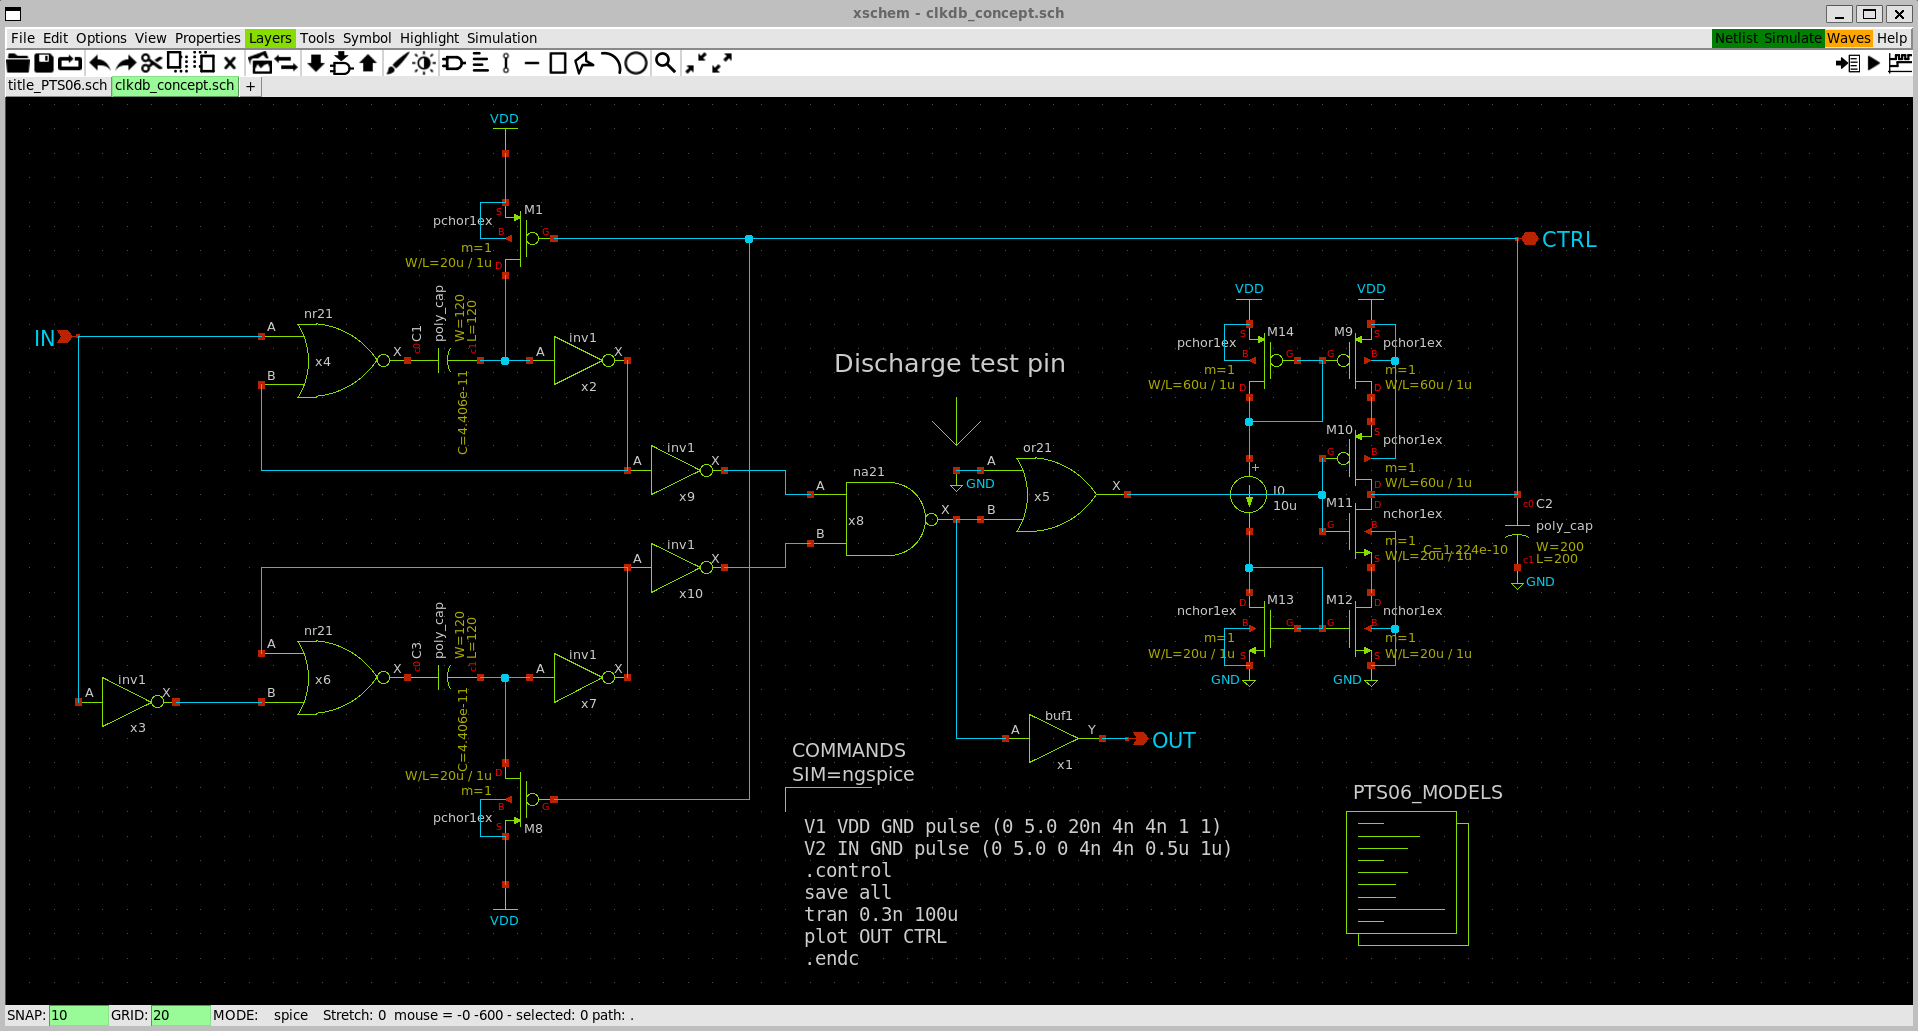 xschem - clkdb_concept.sch
File Edit Options View Properties Layers Tools Symbol Highlight Simulation
Netlist Simulate Waves Help
title_PTS06.sch clkdb_concept.sch +
VDD
S
M1
pchor1ex
B
G
m=1
W/L=20u / 1u
D
CTRL
IN
A
nr21
x4
B
X
c0
C1
poly_cap
W=120
L=120
c1
C=4.406e-11
A
inv1
X
x2
Discharge test pin
A
inv1
X
x9
A
inv1
X
x10
A
na21
x8
B
X
A
GND
or21
x5
B
X
VDD
S
M14
pchor1ex
B
G
m=1
W/L=60u / 1u
D
VDD
M9
S
pchor1ex
G
B
m=1
W/L=60u / 1u
D
M10
S
pchor1ex
B
m=1
W/L=60u / 1u
D
+
I0
10u
M11
D
nchor1ex
G
B
m=1
W/L=20u / 1u
S
c0
C2
poly_cap
C=1.224e-10
W=200
L=200
c1
GND
D
M13
nchor1ex
B
G
m=1
W/L=20u / 1u
S
GND
M12
D
nchor1ex
G
B
m=1
W/L=20u / 1u
S
GND
A
inv1
X
x3
nr21
A
x6
B
X
c0
C3
poly_cap
W=120
L=120
c1
C=4.406e-11
A
inv1
X
x7
W/L=20u / 1u
D
m=1
B
G
pchor1ex
S
M8
VDD
A
buf1
Y
x1
OUT
COMMANDS
SIM=ngspice
V1 VDD GND pulse (0 5.0 20n 4n 4n 1 1)
V2 IN GND pulse (0 5.0 0 4n 4n 0.5u 1u)
.control
save all
tran 0.3n 100u
plot OUT CTRL
.endc
PTS06_MODELS
SNAP: 10 GRID: 20 MODE: spice Stretch: 0 mouse = -0 -600 - selected: 0 path: .